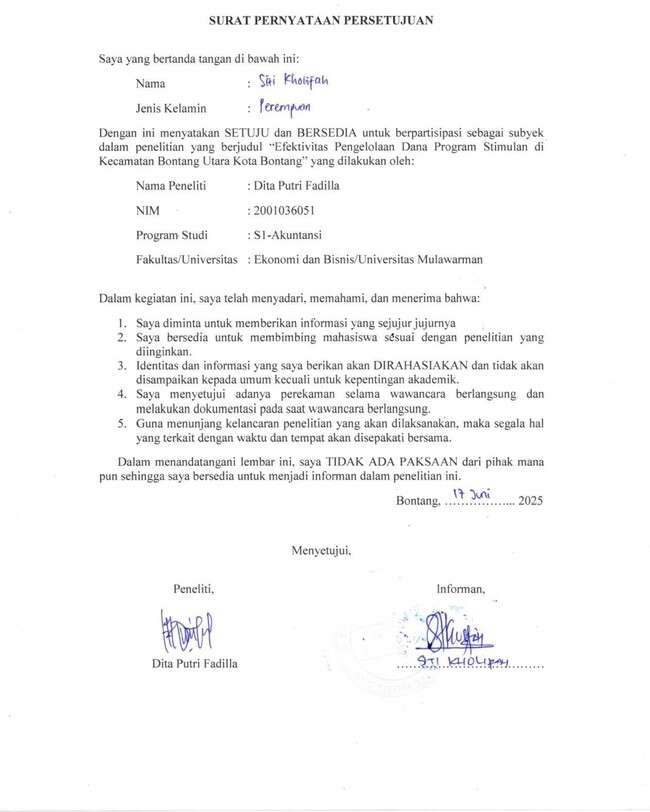 SURAT PERNYATAAN PERSETUJUAN
Saya yang bertanda tangan di bawah ini:
Nama : Siti Kholifah
Jenis Kelamin : Perempuan
Dengan ini menyatakan SETUJU dan BERSEDIA untuk berpartisipasi sebagai subyek
dalam penelitian yang berjudul “Efektivitas Pengelolaan Dana Program Stimulan di
Kecamatan Bontang Utara Kota Bontang” yang dilakukan oleh:
Nama Peneliti : Dita Putri Fadilla
NIM : 2001036051
Program Studi : S1-Akuntansi
Fakultas/Universitas : Ekonomi dan Bisnis/Universitas Mulawarman
Dalam kegiatan ini, saya telah menyadari, memahami, dan menerima bahwa:
1. Saya diminta untuk memberikan informasi yang sejujur jujurnya
2. Saya bersedia untuk membimbing mahasiswa sesuai dengan penelitian yang
diinginkan.
3. Identitas dan informasi yang saya berikan akan DIRAHASIAKAN dan tidak akan
disampaikan kepada umum kecuali untuk kepentingan akademik.
4. Saya menyetujui adanya perekaman selama wawancara berlangsung dan
melakukan dokumentasi pada saat wawancara berlangsung.
5. Guna menunjang kelancaran penelitian yang akan dilaksanakan, maka segala hal
yang terkait dengan waktu dan tempat akan disepakati bersama.
Dalam menandatangani lembar ini, saya TIDAK ADA PAKSAAN dari pihak mana
pun sehingga saya bersedia untuk menjadi informan dalam penelitian ini.
Bontang, 17 Juni 2025
Menyetujui,
Peneliti, Informan,
Dita Putri Fadilla SITI KHOLIFAH